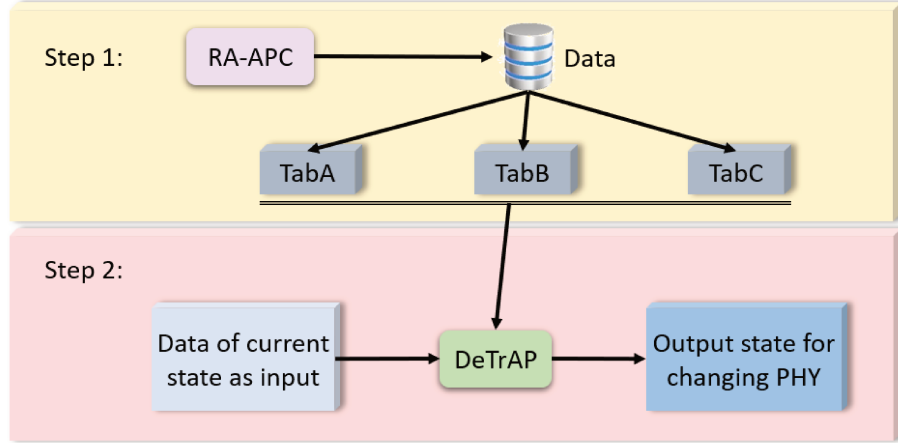 Step 1:
RA-APC
Data
TabA
TabB
TabC
Step 2:
Data of current
state as input
DeTrAP
Output state for
changing PHY